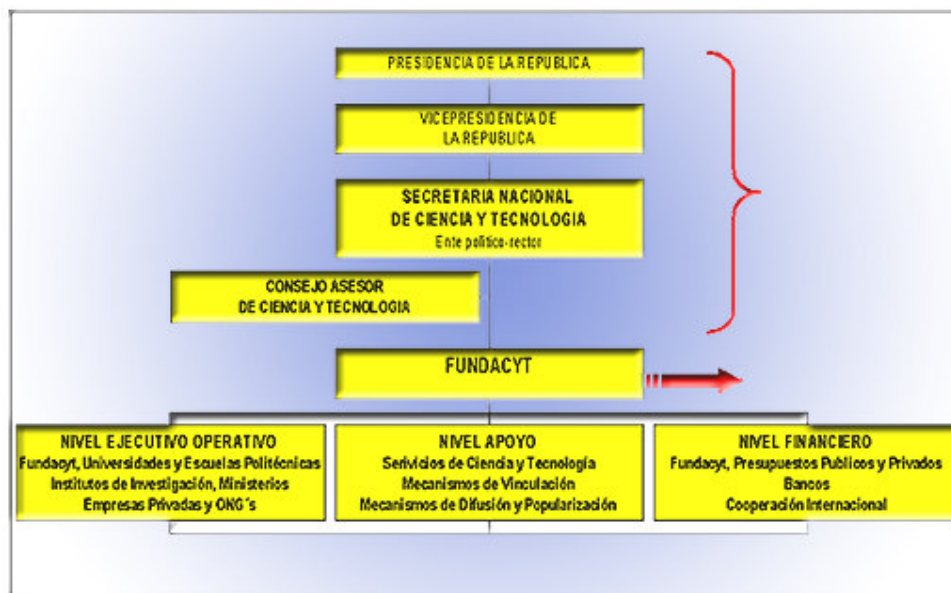 PRESIDENCIA DE LA REPUBLICA
VICEPRESIDENCIA DE
LA REPUBLICA
SECRETARIA NACIONAL
DE CIENCIA Y TECNOLOGIA
Ente político-rector
CONSEJO ASESOR
DE CIENCIA Y TECNOLOGIA
FUNDACYT
NIVEL EJECUTIVO OPERATIVO
Fundacyt, Universidades y Escuelas Politécnicas
Institutos de Investigación, Ministerios
Empresas Privadas y ONG´s
NIVEL APOYO
Serivicios de Ciencia y Tecnología
Mecanismos de Vinculación
Mecanismos de Difusión y Popularización
NIVEL FINANCIERO
Fundacyt, Presupuestos Publicos y Privados
Bancos
Cooperación Internacional